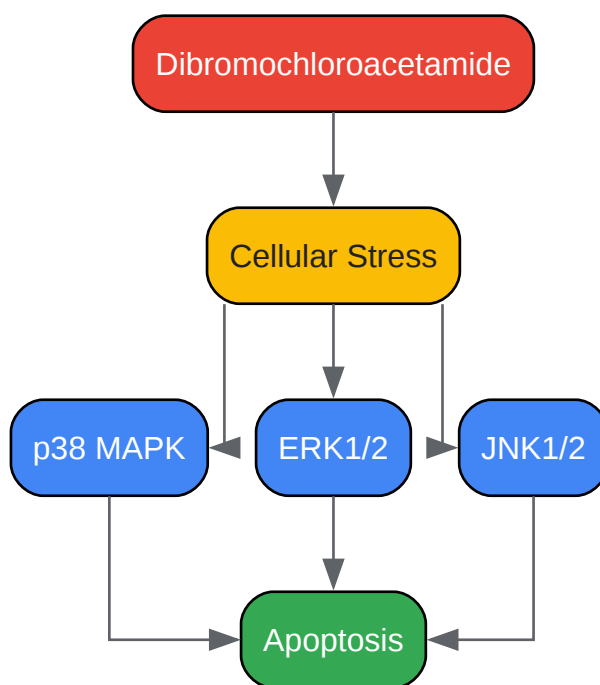 Dibromochloroacetamide
Cellular Stress
p38 MAPK
ERK1/2
JNK1/2
Apoptosis